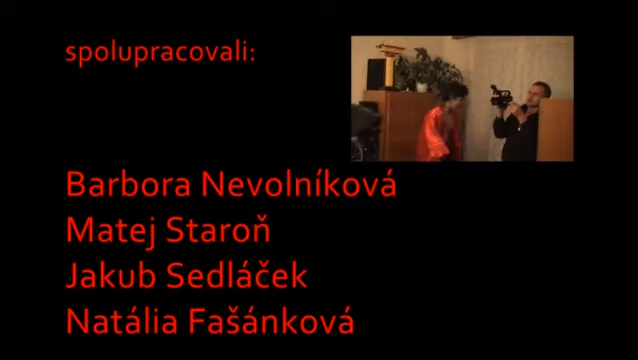 spolupracovali:
Barbora Nevolníková
Matej Staroň
Jakub Sedláček
Natália Fašánková